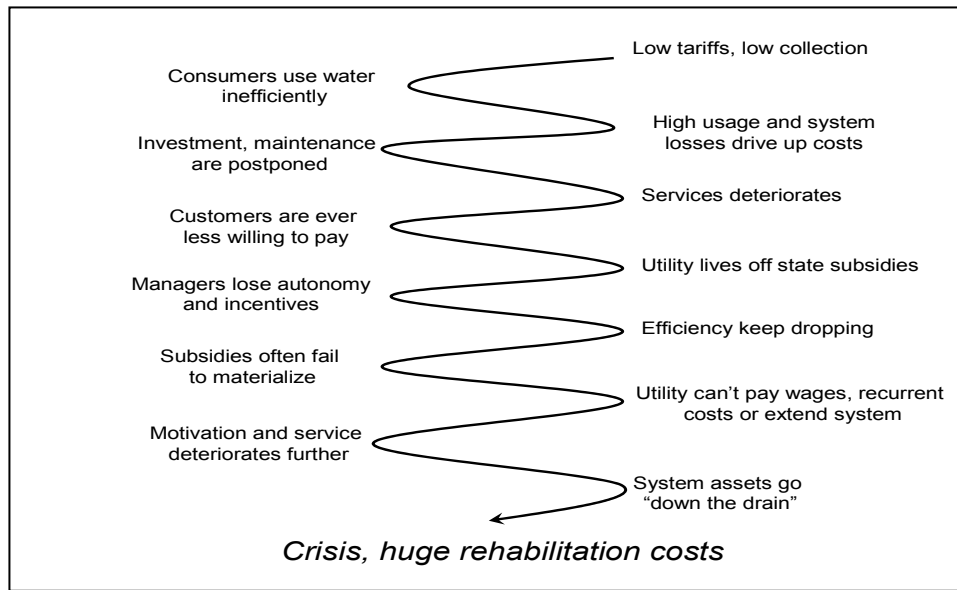 Low tariffs, low collection
Consumers use water
inefficiently
High usage and system
losses drive up costs
Investment, maintenance
are postponed
Services deteriorates
Customers are ever
less willing to pay
Utility lives off state subsidies
Managers lose autonomy
and incentives
Efficiency keep dropping
Subsidies often fail
to materialize
Utility can’t pay wages, recurrent
costs or extend system
Motivation and service
deteriorates further
System assets go
“down the drain”
Crisis, huge rehabilitation costs